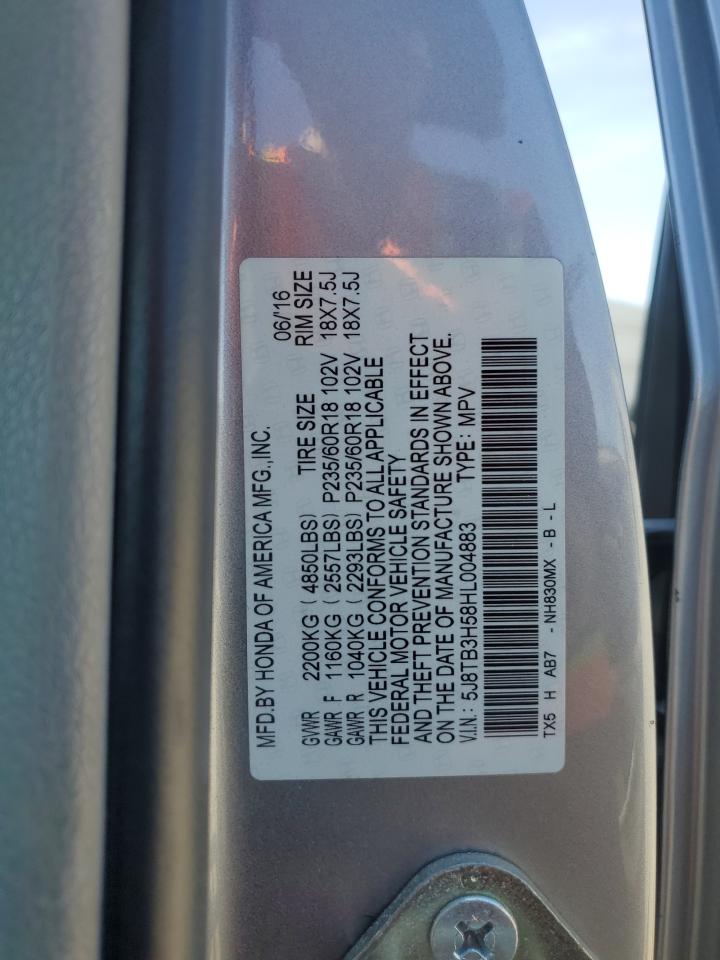 MFD.BY HONDA OF AMERICA MFG.,INC. 06/'16
GVWR 2200KG ( 4850LBS) TIRE SIZE RIM SIZE
GAWR F 1160KG ( 2557LBS) P235/60R18 102V 18X7.5J
GAWR R 1040KG ( 2293LBS) P235/60R18 102V 18X7.5J
THIS VEHICLE CONFORMS TO ALL APPLICABLE
FEDERAL MOTOR VEHICLE SAFETY
AND THEFT PREVENTION STANDARDS IN EFFECT
ON THE DATE OF MANUFACTURE SHOWN ABOVE.
V.I.N.: 5J8TB3H58HL004883 TYPE: MPV
TX5 H AB7 - NH830MX - B - L